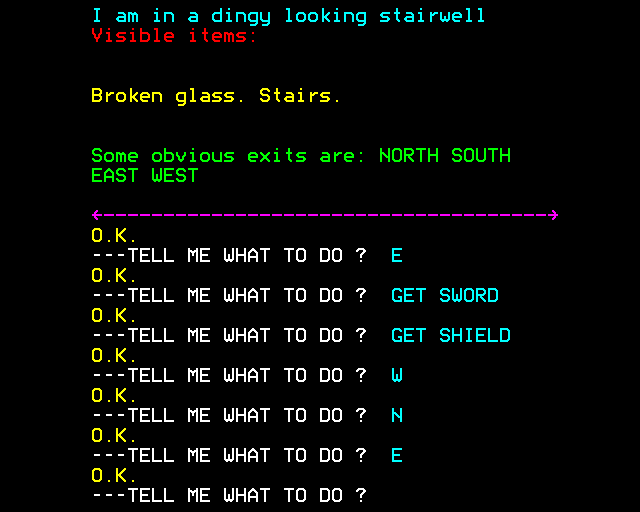 I am in a dingy looking stairwell
Visible items:
Broken glass. Stairs.
Some obvious exits are: NORTH SOUTH
EAST WEST
<--------------------------------------->
O.K.
---TELL ME WHAT TO DO ?  E
O.K.
---TELL ME WHAT TO DO ?  GET SWORD
O.K.
---TELL ME WHAT TO DO ?  GET SHIELD
O.K.
---TELL ME WHAT TO DO ?  W
O.K.
---TELL ME WHAT TO DO ?  N
O.K.
---TELL ME WHAT TO DO ?  E
O.K.
---TELL ME WHAT TO DO ?